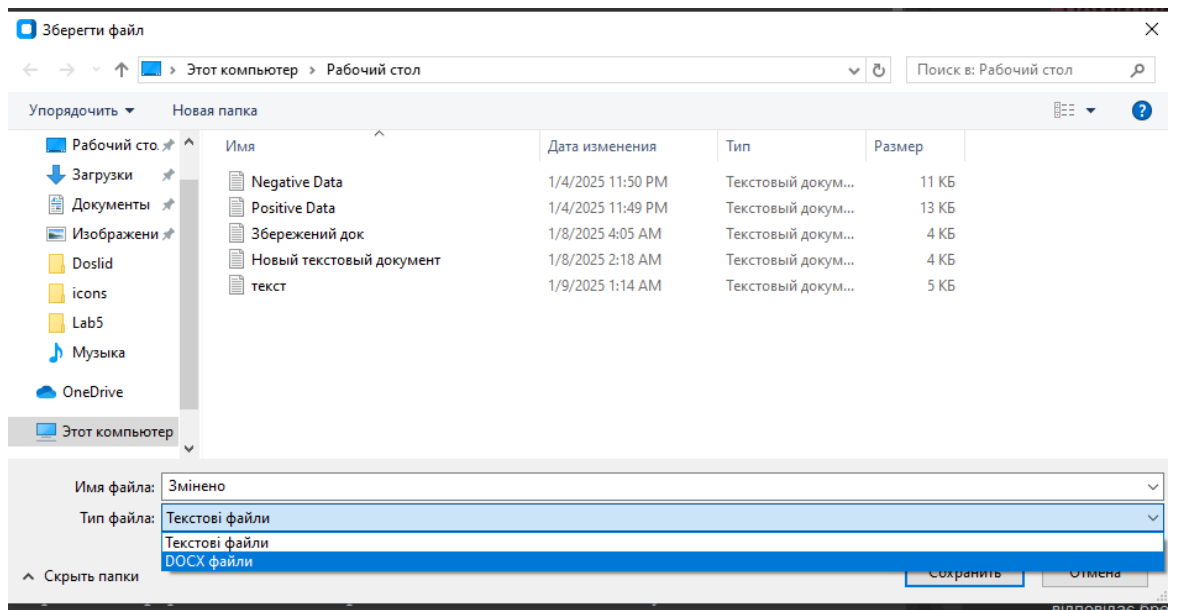 Зберегти файл
Этот компьютер Рабочий стол Поиск в: Рабочий стол
Упорядочить Новая папка
Рабочий сто.
Загрузки
Документы
Изображени
Doslid
icons
Lab5
Музыка
OneDrive
Этот компьютер
Имя Дата изменения Тип Размер
Negative Data 1/4/2025 11:50 PM Текстовый докум... 11 КБ
Positive Data 1/4/2025 11:49 PM Текстовый докум... 13 КБ
Збережений док 1/8/2025 4:05 AM Текстовый докум... 4 КБ
Новый текстовый документ 1/8/2025 2:18 AM Текстовый докум... 4 КБ
текст 1/9/2025 1:14 AM Текстовый докум... 5 КБ
Имя файла: Змінено
Тип файла: Текстові файли
Текстові файли
DOCX файли
Скрыть папки Сохранить Отмена